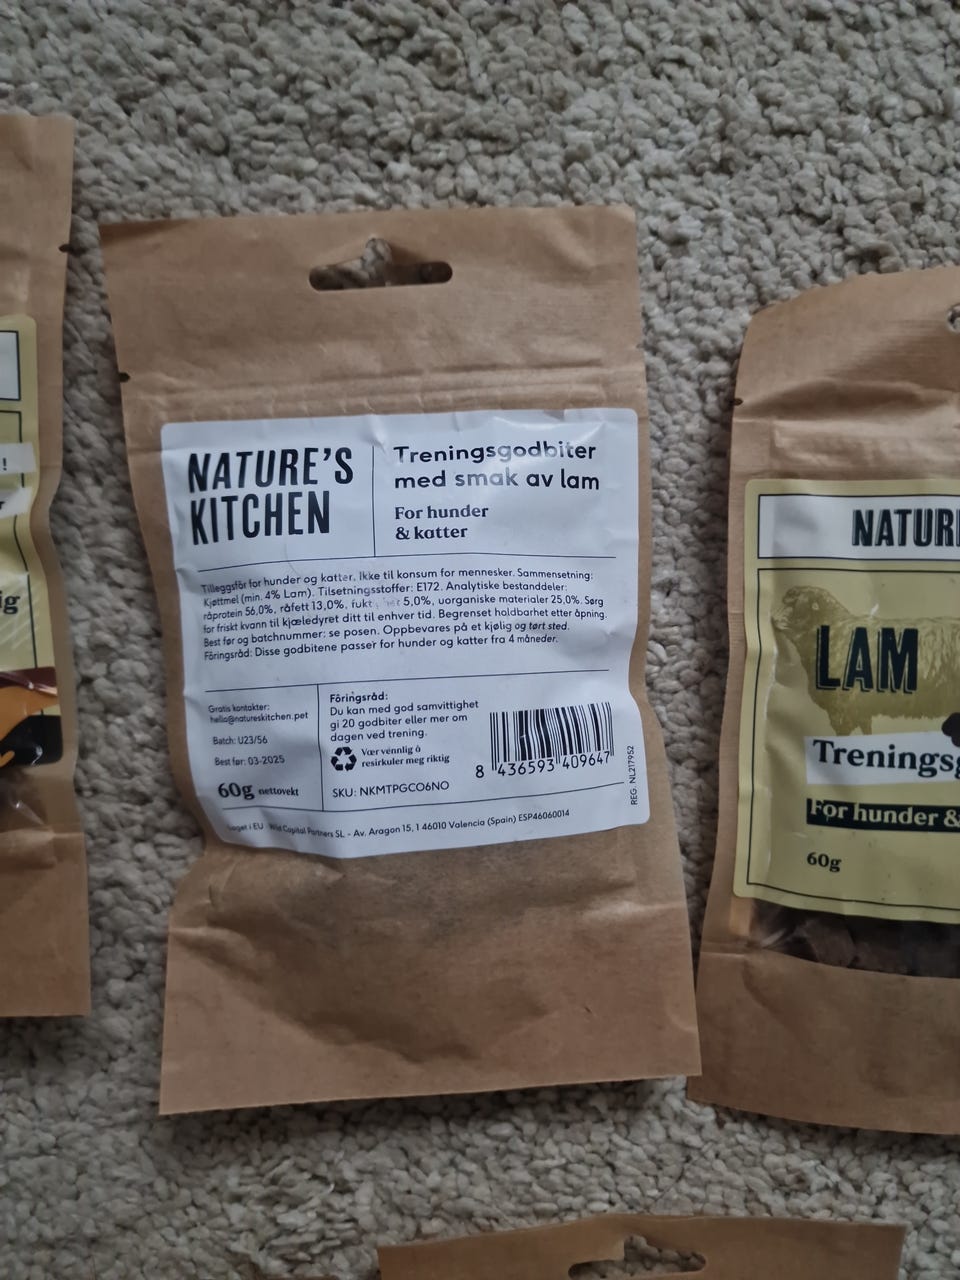 NATURE'S
KITCHEN
Treningsgodbiter
med smak av lam
For hunder
& katter
Tilleggsfôr for hunder og katter. Ikke til konsum for mennesker. Sammensetning:
Kjøttmel (min. 4% Lam). Tilsetningsstoffer: E172. Analytiske bestanddeler:
råprotein 56,0%, råfett 13,0%, fukt 5,0%, uorganiske materialer 25,0%. Sørg
for friskt kvann til kjæledyret ditt til enhver tid. Begrenset holdbarhet etter åpning.
Best før og batchnummer: se posen. Oppbevares på et kjølig og tørt sted.
Fôringsråd: Disse godbitene passer for hunder og katter fra 4 måneder.
Gratis kontakter:
hello@natureskitchen.pet
Batch: U23/56
Best før: 03-2025
60g nettovekt
Fôringsråd:
Du kan med god samvittighet
gi 20 godbiter eller mer om
dagen ved trening.
Vær vennlig å
resirkuler meg riktig
SKU: NKMTPGCO6NO
8 436593 409647
REG. NL217952
Laget i EU - Wild Capital Partners SL - Av. Aragon 15, 1 46010 Valencia (Spain) ESP46060014
!
ig
NATUR
LAM
Treningsg
For hunder &
60g